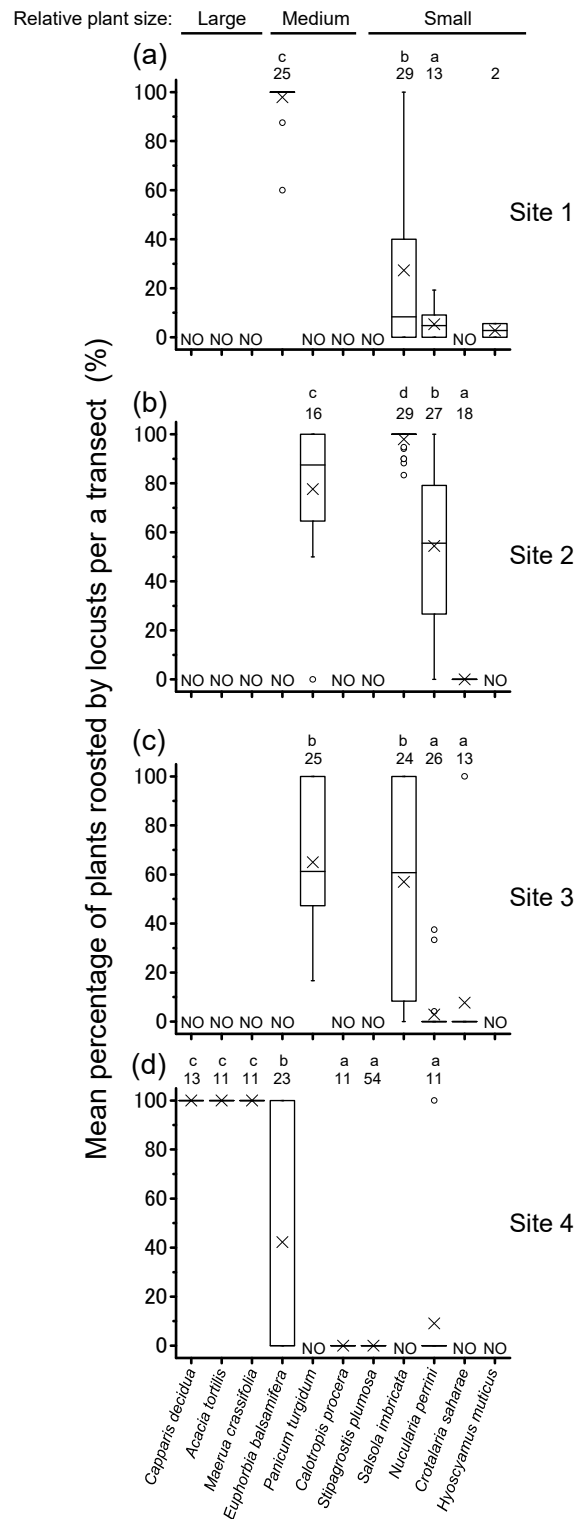 Relative plant size: Large Medium Small
(a)
c b a
25 29 13 2
100
80
60
40
20
0
NO NO NO NO NO NO NO
Site 1
(b)
c d b a
16 29 27 18
100
80
60
40
20
0
NO NO NO NO NO NO NO
Site 2
(c)
b b a a
25 24 26 13
100
80
60
40
20
0
NO NO NO NO NO NO NO
Site 3
(d)
c c c b a a a
13 11 11 23 11 54 11
100
80
60
40
20
0
NO NO NO NO
Site 4
Mean percentage of plants roosted by locusts per a transect (%)
Capparis decidua
Acacia tortilis
Maerua crassifolia
Euphorbia balsamifera
Panicum turgidum
Calotropis procera
Stipagrostis plumosa
Salsola imbricata
Nucularia perrini
Crotalaria saharae
Hyoscyamus muticus